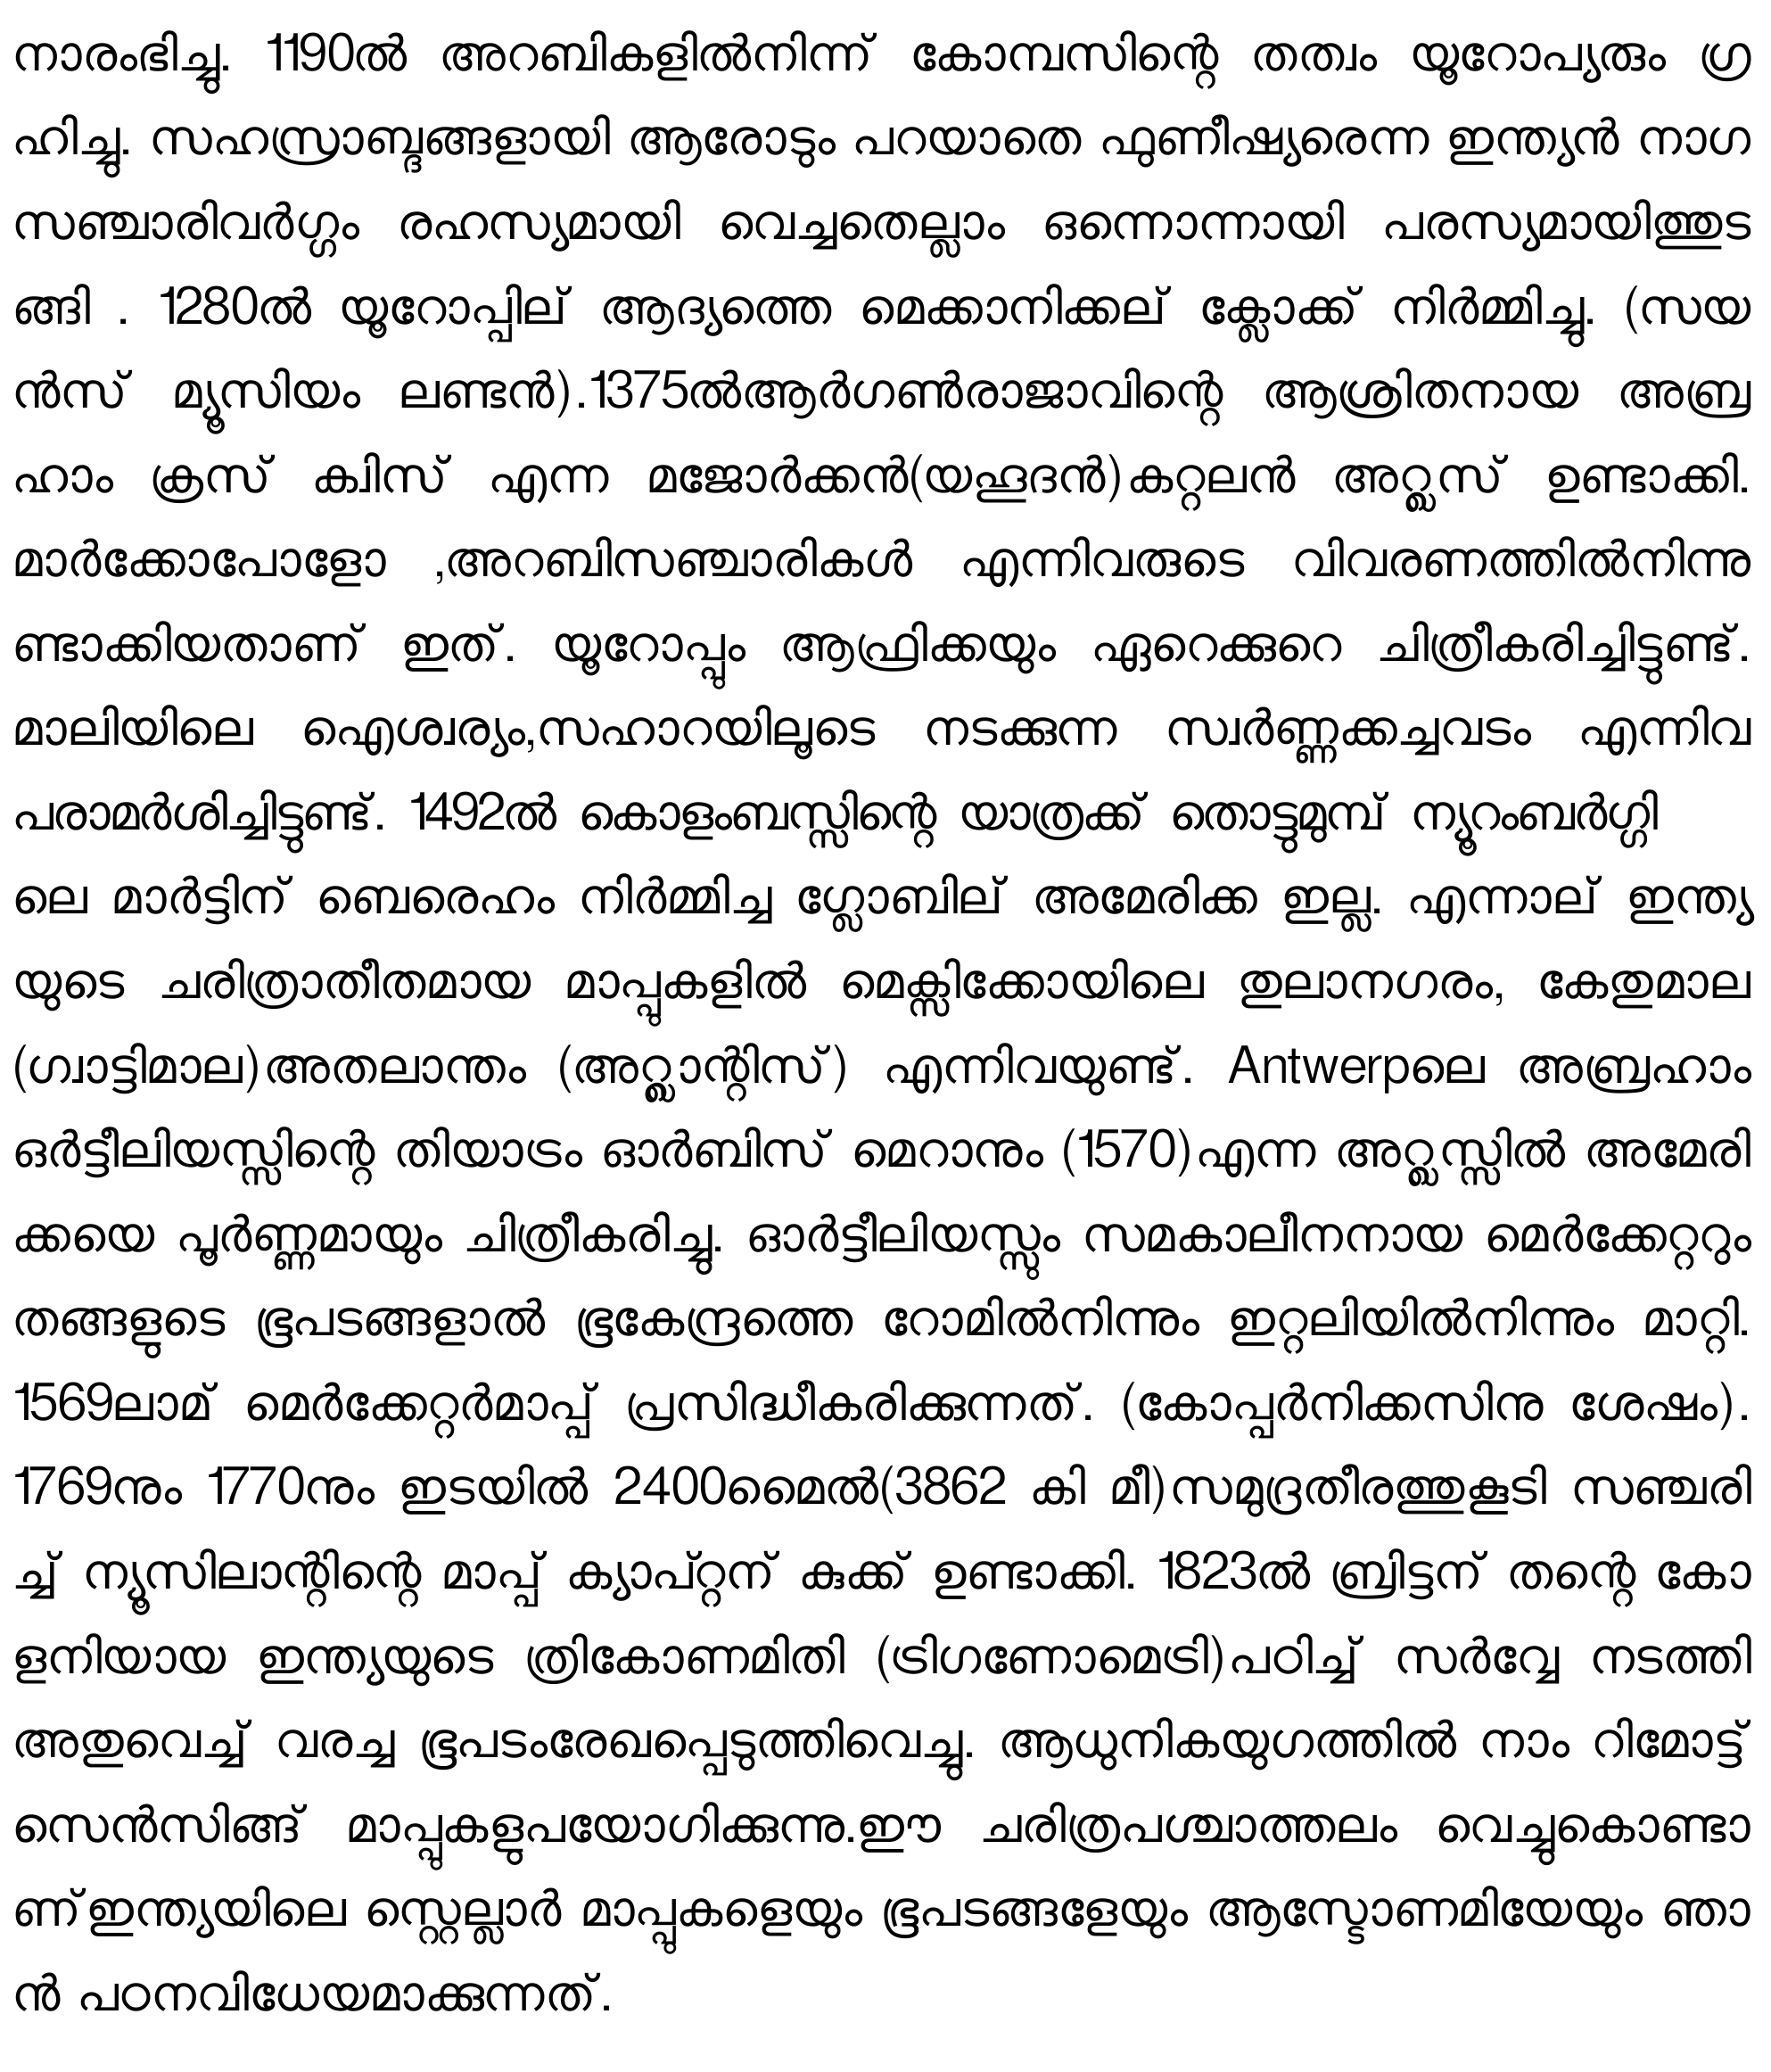 നാരംഭിച്ചു. 1190ൽ അറബികളിൽനിന്ന് കോമ്പസിന്റെ തത്വം യൂറോപ്യരും ഗ്ര
ഹിച്ചു. സഹസ്രാബ്ദങ്ങളായി ആരോടും പറയാതെ ഫുണീഷ്യരെന്ന ഇന്ത്യൻ നാഗ
സഞ്ചാരിവർഗ്ഗം രഹസ്യമായി വെച്ചതെല്ലാം ഒന്നൊന്നായി പരസ്യമായിത്തുട
ങ്ങി . 1280ൽ യൂറോപ്പില് ആദ്യത്തെ മെക്കാനിക്കല് ക്ലോക്ക് നിർമ്മിച്ചു. (സയ
ൻസ് മ്യൂസിയം ലണ്ടൻ).1375ൽആർഗൺരാജാവിന്റെ ആശ്രിതനായ അബ്ര
ഹാം ക്രസ് ക്വിസ് എന്ന മജോർക്കൻ(യഹൂദൻ)കറ്റലൻ അറ്റ്ലസ് ഉണ്ടാക്കി.
മാർക്കോപോളോ ,അറബിസഞ്ചാരികൾ എന്നിവരുടെ വിവരണത്തിൽനിന്നു
ണ്ടാക്കിയതാണ് ഇത്. യൂറോപ്പും ആഫ്രിക്കയും ഏറെക്കുറെ ചിത്രീകരിച്ചിട്ടുണ്ട്.
മാലിയിലെ ഐശ്വര്യം,സഹാറയിലൂടെ നടക്കുന്ന സ്വർണ്ണക്കച്ചവടം എന്നിവ
പരാമർശിച്ചിട്ടുണ്ട്. 1492ൽ കൊളംബസ്സിന്റെ യാത്രക്ക് തൊട്ടുമുമ്പ് ന്യൂറംബർഗ്ഗി
ലെ മാർട്ടിന് ബെരെഹം നിർമ്മിച്ച ഗ്ലോബില് അമേരിക്ക ഇല്ല. എന്നാല് ഇന്ത്യ
യുടെ ചരിത്രാതീതമായ മാപ്പുകളിൽ മെക്സിക്കോയിലെ തുലാനഗരം, കേതുമാല
(ഗ്വാട്ടിമാല)അതലാന്തം (അറ്റ്ലാന്റിസ്) എന്നിവയുണ്ട്. Antwerpലെ അബ്രഹാം
ഒർട്ടീലിയസ്സിന്റെ തിയാട്രം ഓർബിസ് മെറാനും (1570)എന്ന അറ്റ്ലസ്സിൽ അമേരി
ക്കയെ പൂർണ്ണമായും ചിത്രീകരിച്ചു. ഓർട്ടീലിയസ്സും സമകാലീനനായ മെർക്കേറ്ററും
തങ്ങളുടെ ഭൂപടങ്ങളാൽ ഭൂകേന്ദ്രത്തെ റോമിൽനിന്നും ഇറ്റലിയിൽനിന്നും മാറ്റി.
1569ലാമ് മെർക്കേറ്റർമാപ്പ് പ്രസിദ്ധീകരിക്കുന്നത്. (കോപ്പർനിക്കസിനു ശേഷം).
1769നും 1770നും ഇടയിൽ 2400മൈൽ(3862 കി മീ)സമുദ്രതീരത്തുകൂടി സഞ്ചരി
ച്ച് ന്യൂസിലാന്റിന്റെ മാപ്പ് ക്യാപ്റ്റന് കുക്ക് ഉണ്ടാക്കി. 1823ൽ ബ്രിട്ടന് തന്റെ കോ
ളനിയായ ഇന്ത്യയുടെ ത്രികോണമിതി (ട്രിഗണോമെട്രി)പഠിച്ച് സർവ്വേ നടത്തി
അതുവെച്ച് വരച്ച ഭൂപടംരേഖപ്പെടുത്തിവെച്ചു. ആധുനികയുഗത്തിൽ നാം റിമോട്ട്
സെൻസിങ്ങ് മാപ്പുകളുപയോഗിക്കുന്നു.ഈ ചരിത്രപശ്ചാത്തലം വെച്ചുകൊണ്ടാ
ണ്ഇന്ത്യയിലെ സ്റ്റെല്ലാർ മാപ്പുകളെയും ഭൂപടങ്ങളേയും ആസ്ട്രോണമിയേയും ഞാ
ൻ പഠനവിധേയമാക്കുന്നത്.